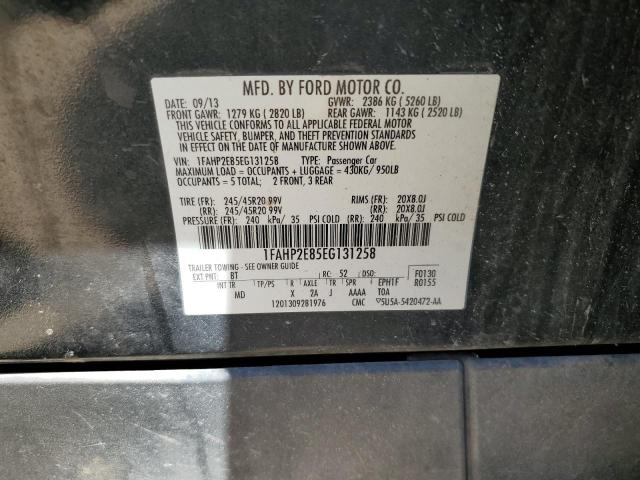 MFD. BY FORD MOTOR CO.
DATE: 09/13 GVWR: 2386 KG ( 5260 LB)
FRONT GAWR: 1279 KG ( 2820 LB) REAR GAWR: 1143 KG ( 2520 LB)
THIS VEHICLE CONFORMS TO ALL APPLICABLE FEDERAL MOTOR
VEHICLE SAFETY, BUMPER, AND THEFT PREVENTION STANDARDS
IN EFFECT ON THE DATE OF MANUFACTURE SHOWN ABOVE.
VIN: 1FAHP2E85EG131258 TYPE: Passenger Car
MAXIMUM LOAD = OCCUPANTS + LUGGAGE = 430KG/ 950LB
OCCUPANTS = 5 TOTAL; 2 FRONT, 3 REAR
TIRE (FR): 245/45R20 99V RIMS (FR): 20X8.0J
(RR): 245/45R20 99V (RR): 20X8.0J
PRESSURE (FR): 240 kPa/ 35 PSI COLD (RR): 240 kPa/ 35 PSI COLD
1FAHP2E85EG131258
TRAILER TOWING - SEE OWNER GUIDE
EXT PNT: BT RC: 52 DSO: F0130
INT TR TP/PS R AXLE TR SPR EPH1F R0155
MD X 2A J AAAA TOA
1201309281976 CMC 5U5A-5420472-AA